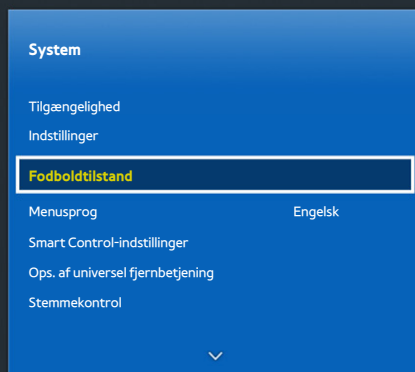 System
Tilgængelighed
Indstillinger
Fodboldtilstand
Menusprog Engelsk
Smart Control-indstillinger
Ops. af universel fjernbetjening
Stemmekontrol